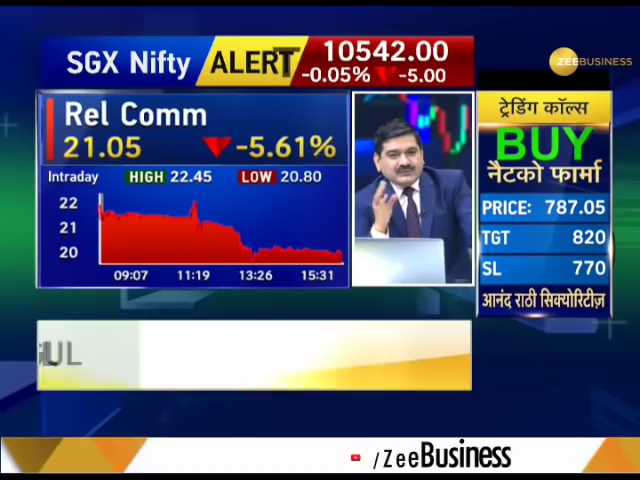 SGX Nifty
ALERT
10542.00
-0.05% -5.00
ZEEBUSINESS
Rel Comm
21.05 -5.61%
Intraday HIGH 22.45 LOW 20.80
22
21
20
09:07 11:19 13:26 15:31
ट्रेडिंग कॉल्स
BUY
नैटको फार्मा
PRICE: 787.05
TGT 820
SL 770
आनंद राठी सिक्योरिटीज़
/ZeeBusiness